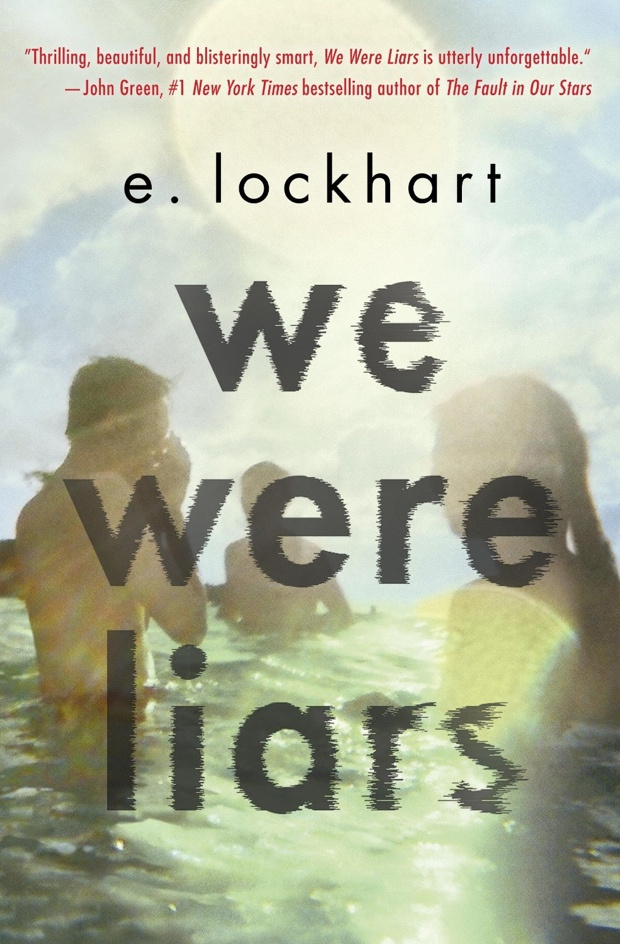 "Thrilling, beautiful, and blisteringly smart, We Were Liars is utterly unforgettable."
—John Green, #1 New York Times bestselling author of The Fault in Our Stars
e. lockhart
we
were
liars